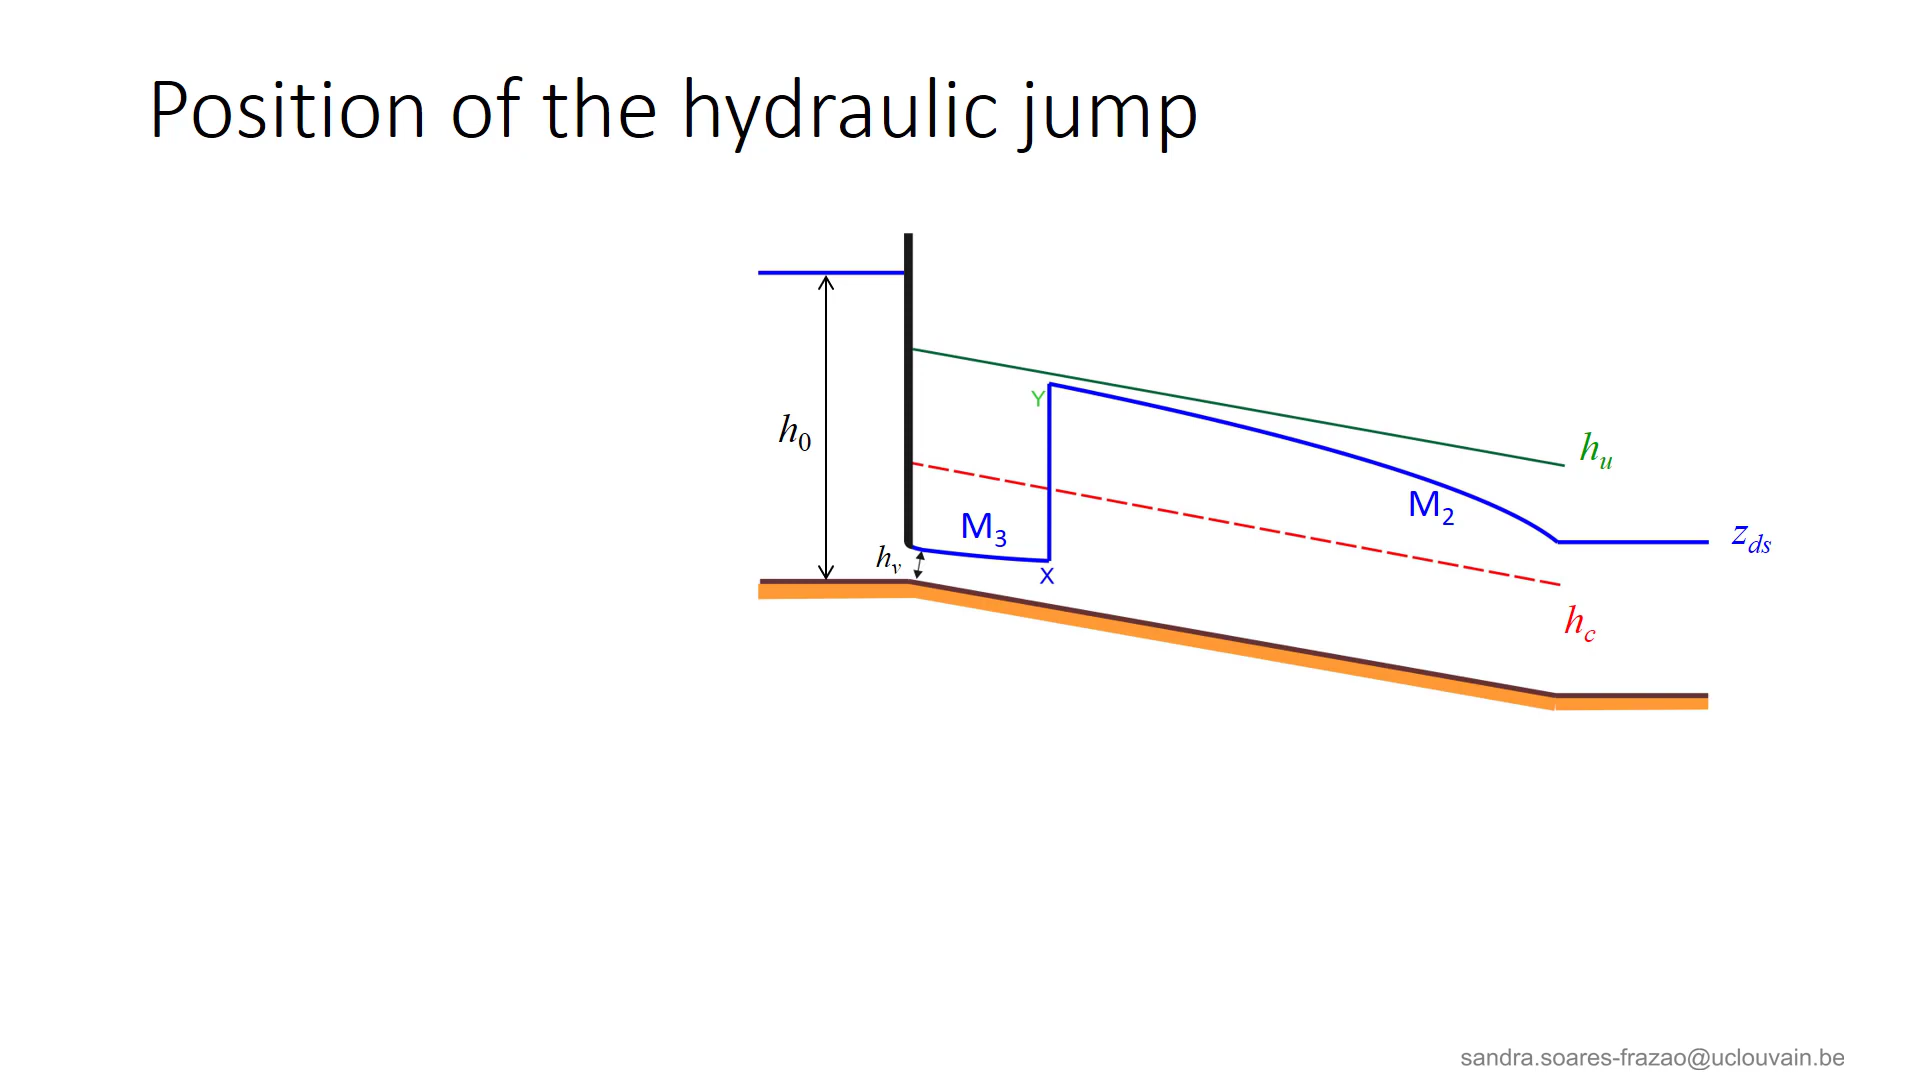 Position of the hydraulic jump
Y
h0
hu
M2
M3
zds
hv
X
hc
sandra.soares-frazao@uclouvain.be